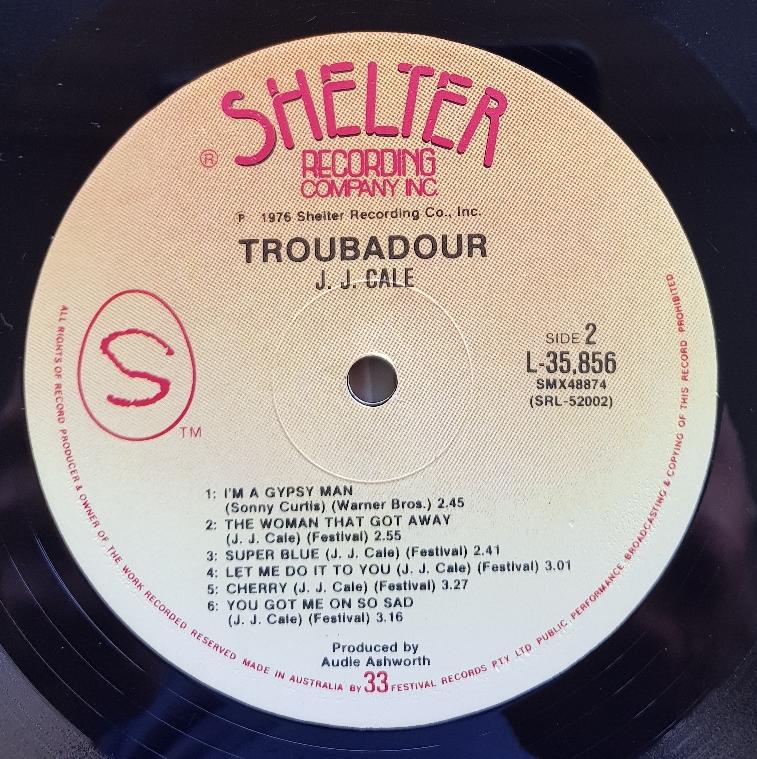 SHELTER
RECORDING
COMPANY INC.
®
℗ 1976 Shelter Recording Co., Inc.
TROUBADOUR
J. J. CALE
S
TM
SIDE 2
L-35,856
SMX48874
(SRL-52002)
1: I'M A GYPSY MAN
(Sonny Curtis) (Warner Bros.) 2.45
2: THE WOMAN THAT GOT AWAY
(J. J. Cale) (Festival) 2.55
3: SUPER BLUE (J. J. Cale) (Festival) 2.41
4: LET ME DO IT TO YOU (J. J. Cale) (Festival) 3.01
5: CHERRY (J. J. Cale) (Festival) 3.27
6: YOU GOT ME ON SO SAD
(J. J. Cale) (Festival) 3.16
Produced by
Audie Ashworth
ALL RIGHTS OF RECORD PRODUCER & OWNER OF THE WORK RECORDED RESERVED MADE IN AUSTRALIA BY 33 FESTIVAL RECORDS PTY LTD PUBLIC PERFORMANCE BROADCASTING & COPYING OF THIS RECORD PROHIBITED